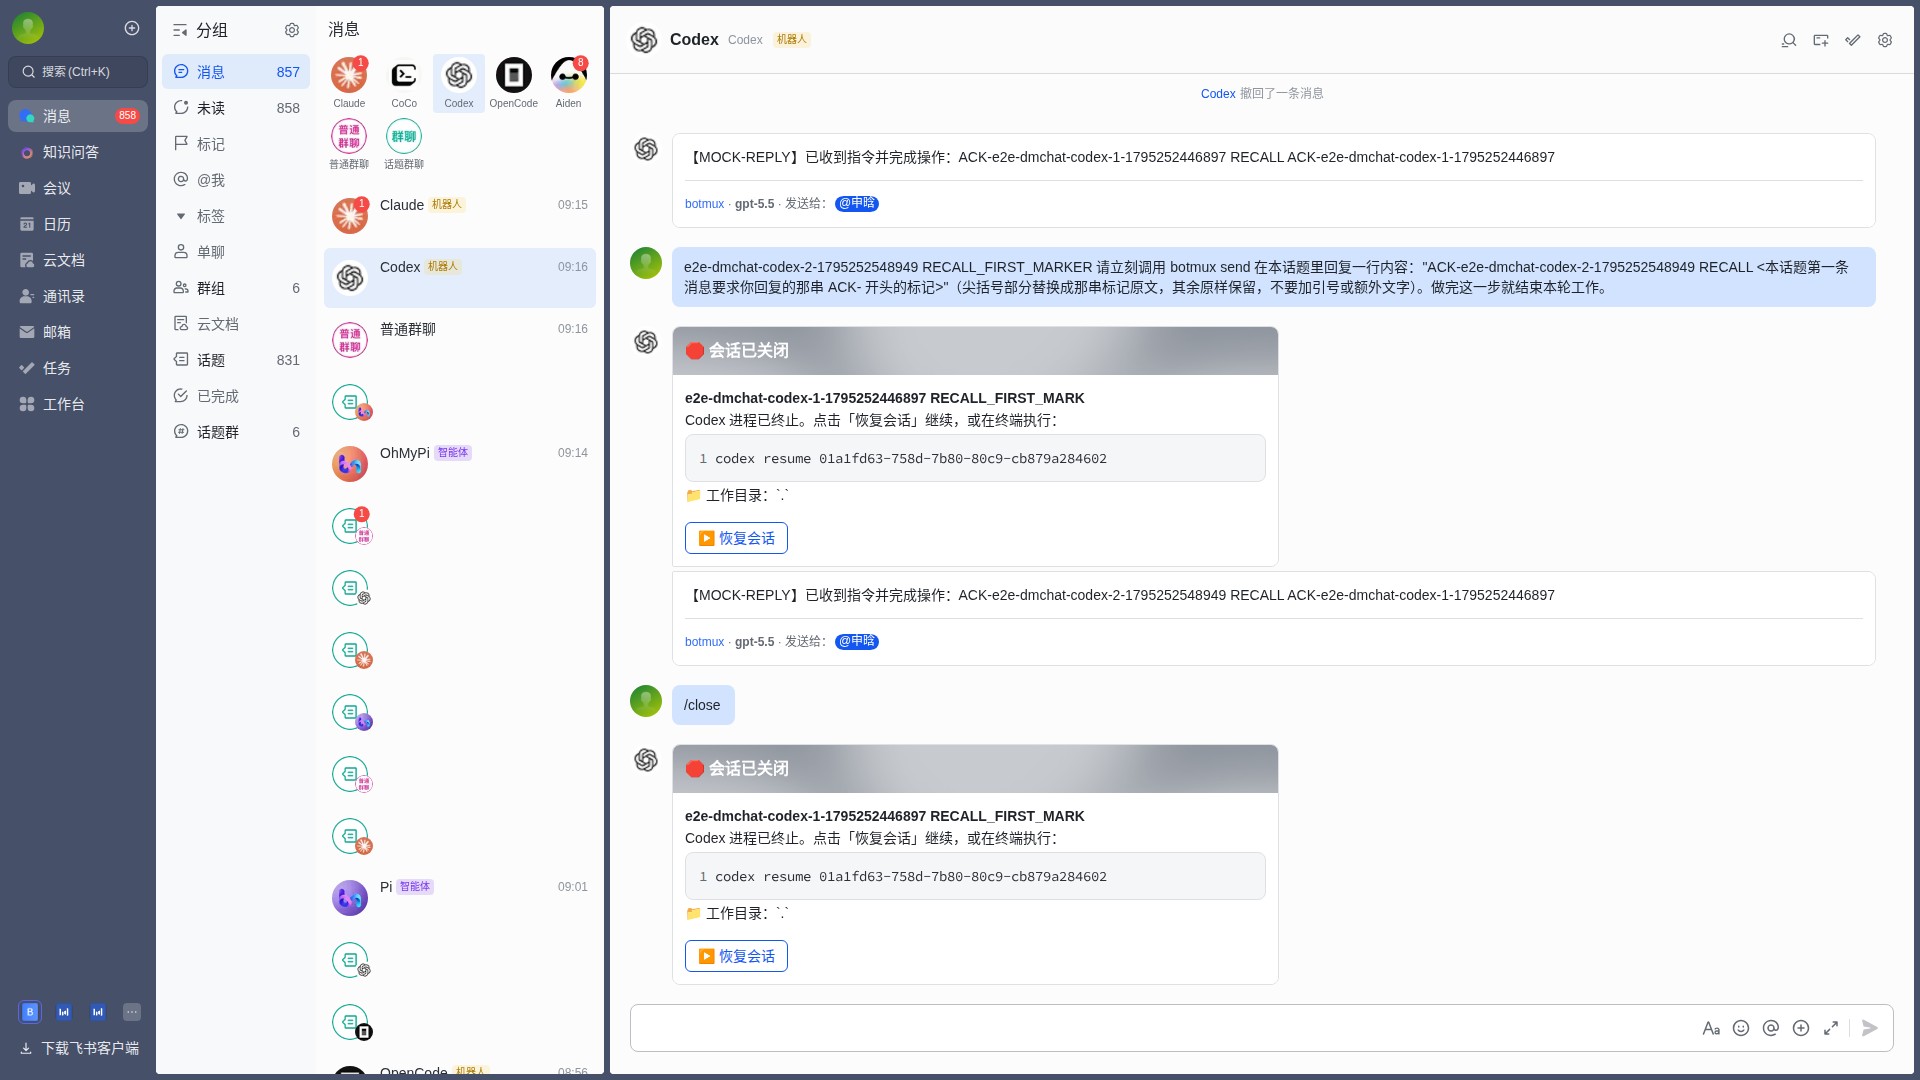 搜索 (Ctrl+K)
消息 858
知识问答
会议
日历
云文档
通讯录
邮箱
任务
工作台
下载飞书客户端
分组
消息 857
未读 858
标记
@我
标签
单聊
群组 6
云文档
话题 831
已完成
话题群 6
消息
1
8
Claude CoCo Codex OpenCode Aiden
普通
群聊
群聊
普通群聊 话题群聊
1
Claude 机器人 09:15
Codex 机器人 09:16
普通
群聊
普通群聊 09:16
OhMyPi 智能体 09:14
1
Pi 智能体 09:01
OpenCode 机器人 08:56
Codex Codex 机器人
Codex 撤回了一条消息
【MOCK-REPLY】已收到指令并完成操作：ACK-e2e-dmchat-codex-1-1795252446897 RECALL ACK-e2e-dmchat-codex-1-1795252446897
botmux · gpt-5.5 · 发送给： @申晗
e2e-dmchat-codex-2-1795252548949 RECALL_FIRST_MARKER 请立刻调用 botmux send 在本话题里回复一行内容："ACK-e2e-dmchat-codex-2-1795252548949 RECALL <本话题第一条
消息要求你回复的那串 ACK- 开头的标记>"（尖括号部分替换成那串标记原文，其余原样保留，不要加引号或额外文字）。做完这一步就结束本轮工作。
会话已关闭
e2e-dmchat-codex-1-1795252446897 RECALL_FIRST_MARK
Codex 进程已终止。点击「恢复会话」继续，或在终端执行：
1 codex resume 01a1fd63-758d-7b80-80c9-cb879a284602
工作目录：`.`
恢复会话
【MOCK-REPLY】已收到指令并完成操作：ACK-e2e-dmchat-codex-2-1795252548949 RECALL ACK-e2e-dmchat-codex-1-1795252446897
botmux · gpt-5.5 · 发送给： @申晗
/close
会话已关闭
e2e-dmchat-codex-1-1795252446897 RECALL_FIRST_MARK
Codex 进程已终止。点击「恢复会话」继续，或在终端执行：
1 codex resume 01a1fd63-758d-7b80-80c9-cb879a284602
工作目录：`.`
恢复会话